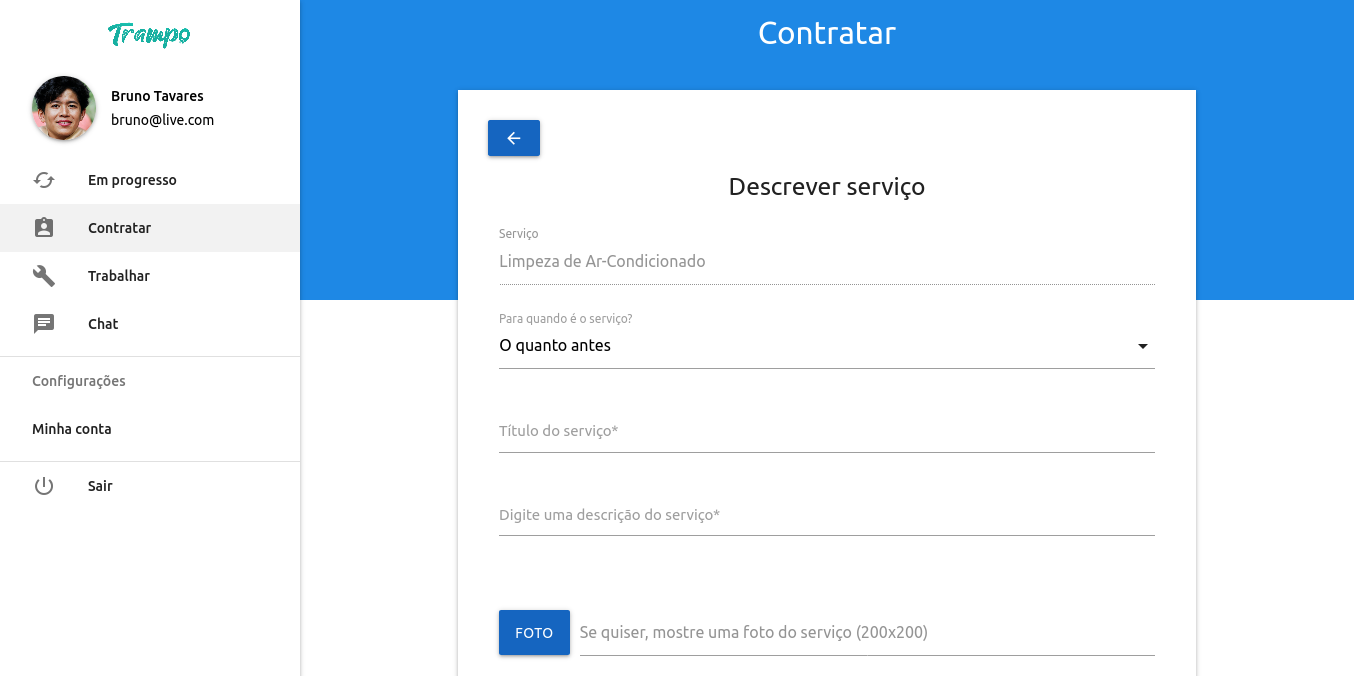 Trampo
Bruno Tavares
bruno@live.com
Em progresso
Contratar
Trabalhar
Chat
Configurações
Minha conta
Sair
Contratar
Descrever serviço
Serviço
Limpeza de Ar-Condicionado
Para quando é o serviço?
O quanto antes
Título do serviço*
Digite uma descrição do serviço*
FOTO Se quiser, mostre uma foto do serviço (200x200)